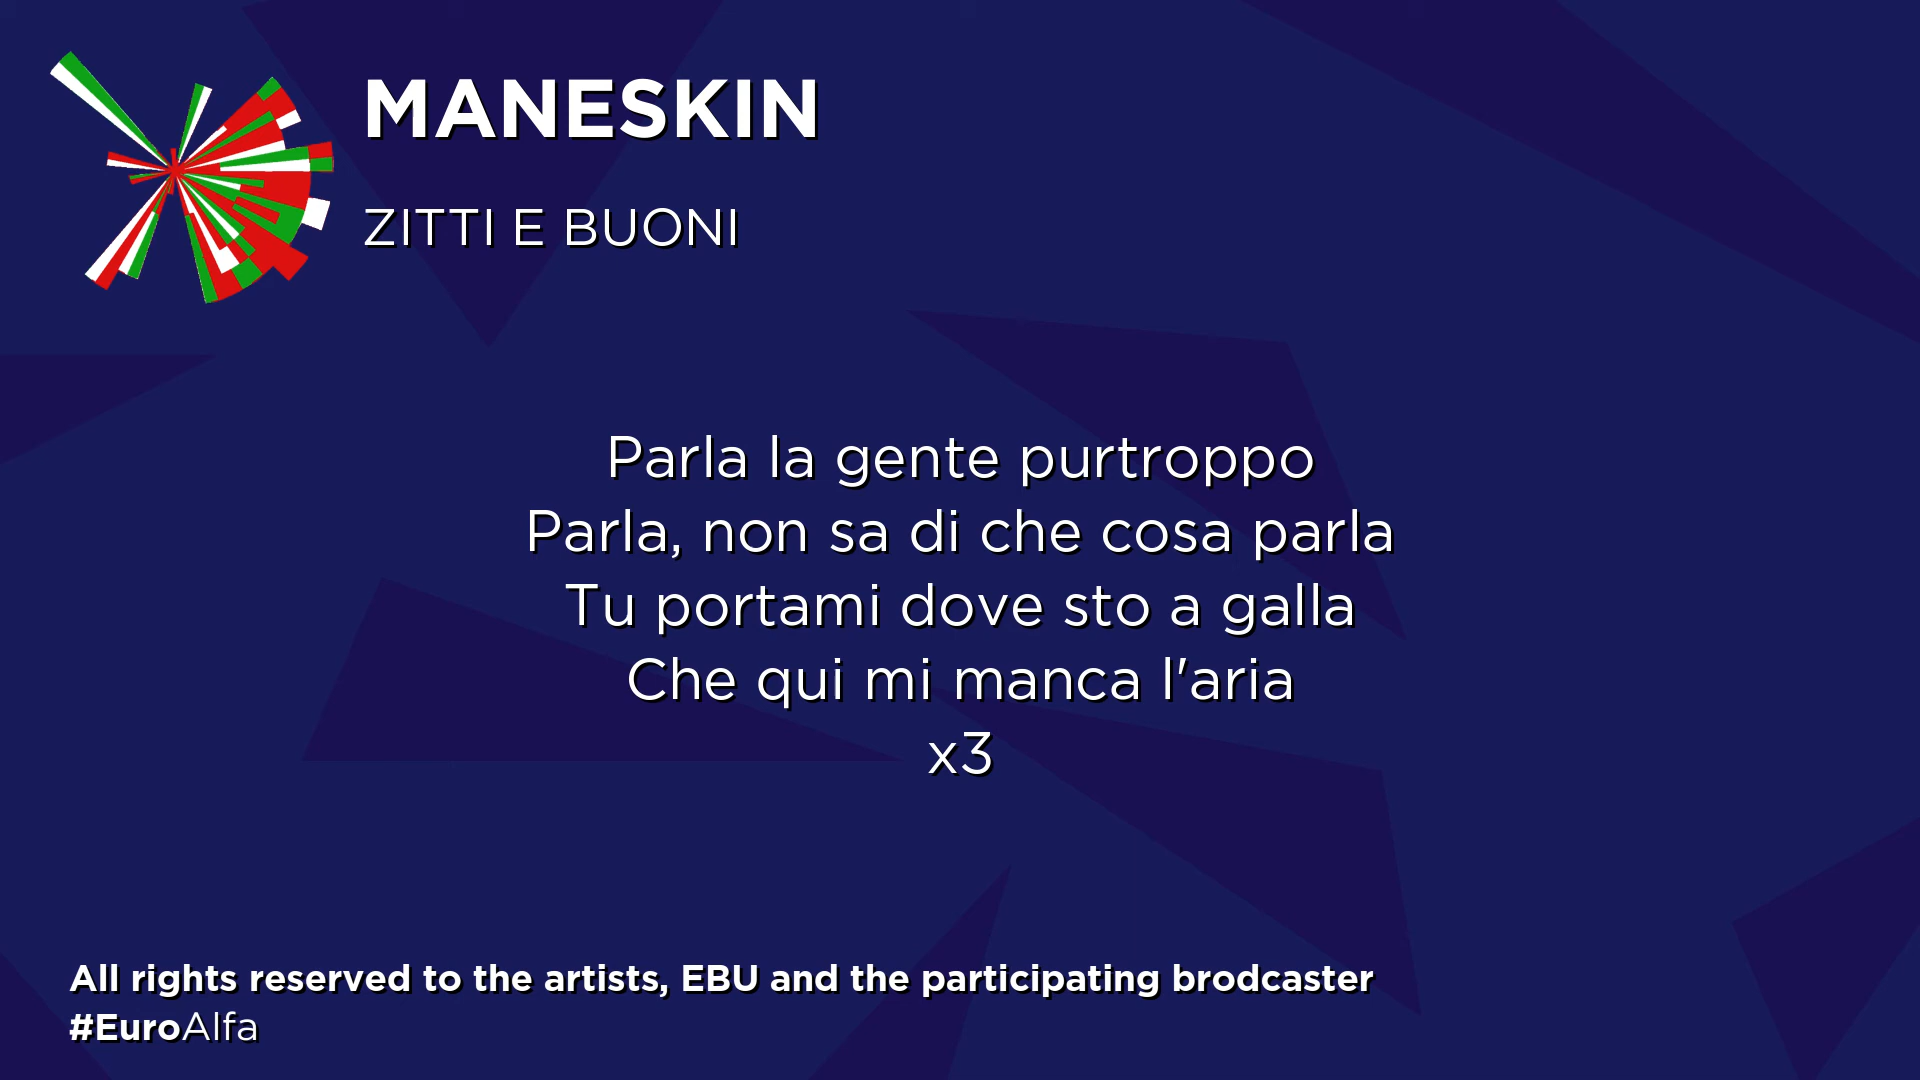 MANESKIN
ZITTI E BUONI
Parla la gente purtroppo
Parla, non sa di che cosa parla
Tu portami dove sto a galla
Che qui mi manca l'aria
x3
All rights reserved to the artists, EBU and the participating brodcaster
#EuroAlfa